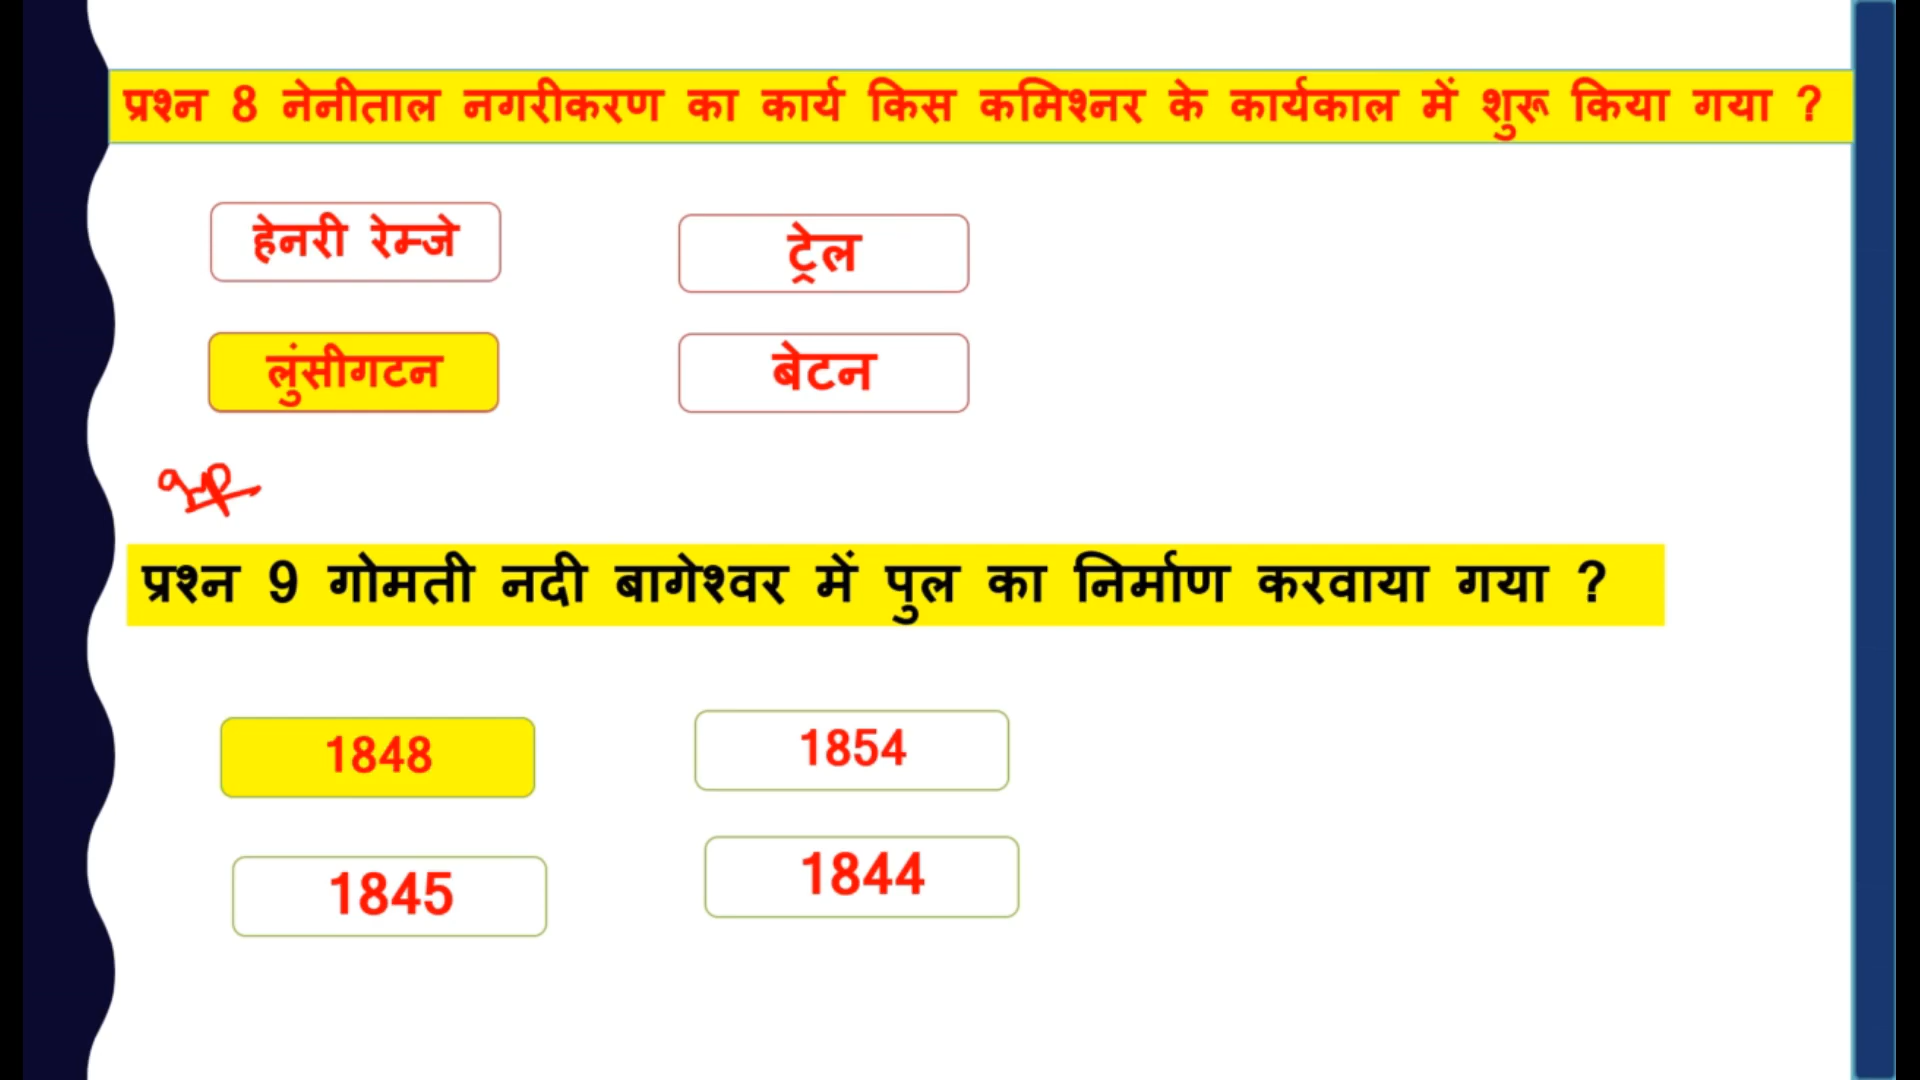 प्रश्न 8 नेनीताल नगरीकरण का कार्य किस कमिश्नर के कार्यकाल में शुरू किया गया ?
हेनरी रेम्जे
ट्रेल
लुंसीगटन
बेटन
प्रश्न 9 गोमती नदी बागेश्वर में पुल का निर्माण करवाया गया ?
1848
1854
1845
1844